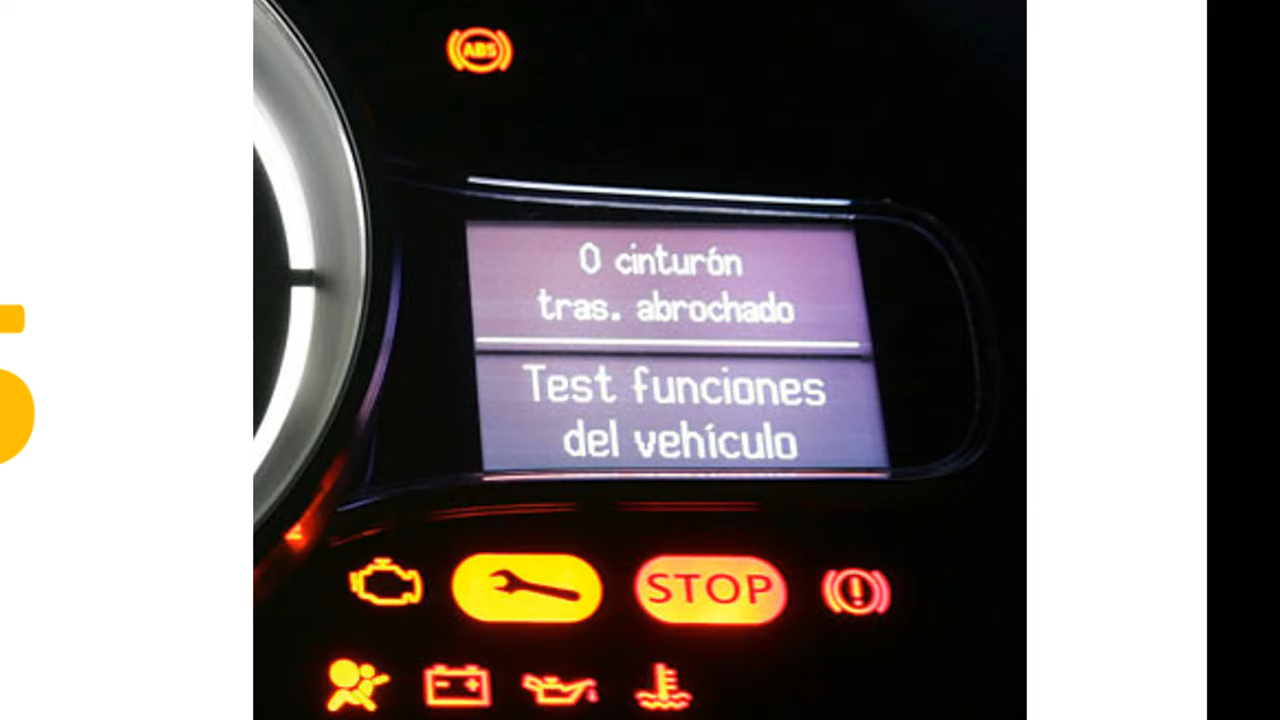 ABS
0 cinturón
tras. abrochado
Test funciones
del vehículo
STOP